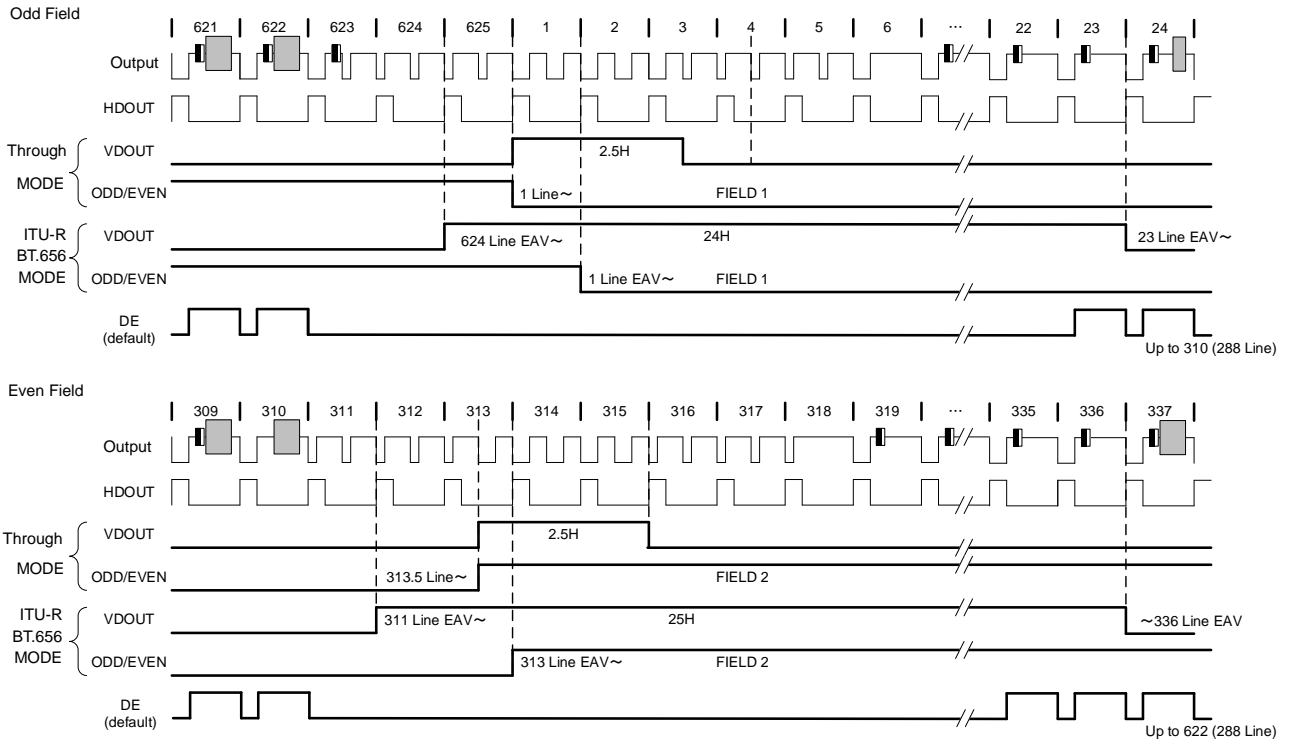 Odd Field
621 622 623 624 625 1 2 3 4 5 6 ... 22 23 24
Output
HDOUT
Through MODE
VDOUT 2.5H
ODD/EVEN 1 Line～ FIELD 1
ITU-R BT.656 MODE
VDOUT 624 Line EAV～ 24H 23 Line EAV～
ODD/EVEN 1 Line EAV～ FIELD 1
DE (default)
Up to 310 (288 Line)
Even Field
309 310 311 312 313 314 315 316 317 318 319 ... 335 336 337
Output
HDOUT
Through MODE
VDOUT 2.5H
ODD/EVEN 313.5 Line～ FIELD 2
ITU-R BT.656 MODE
VDOUT 311 Line EAV～ 25H ～336 Line EAV
ODD/EVEN 313 Line EAV～ FIELD 2
DE (default)
Up to 622 (288 Line)